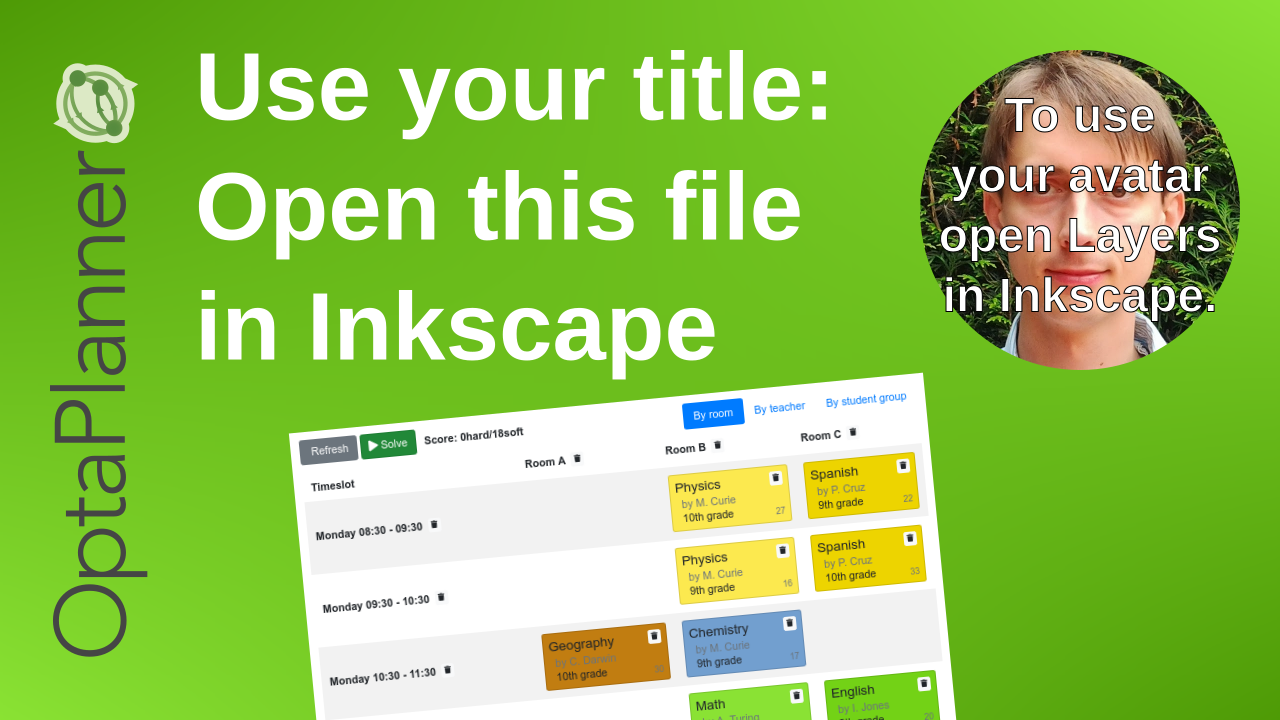 OptaPlanner
Use your title:
Open this file
in Inkscape
To use
your avatar
open Layers
in Inkscape.
Refresh
Solve
Score: 0hard/18soft
By room
By teacher
By student group
Timeslot
Room A
Room B
Room C
Monday 08:30 - 09:30
Physics
by M. Curie
10th grade
27
Spanish
by P. Cruz
9th grade
22
Monday 09:30 - 10:30
Physics
by M. Curie
9th grade
16
Spanish
by P. Cruz
10th grade
33
Monday 10:30 - 11:30
Geography
by C. Darwin
10th grade
30
Chemistry
by M. Curie
9th grade
17
Math
by A. Turing
English
by I. Jones
grade
20